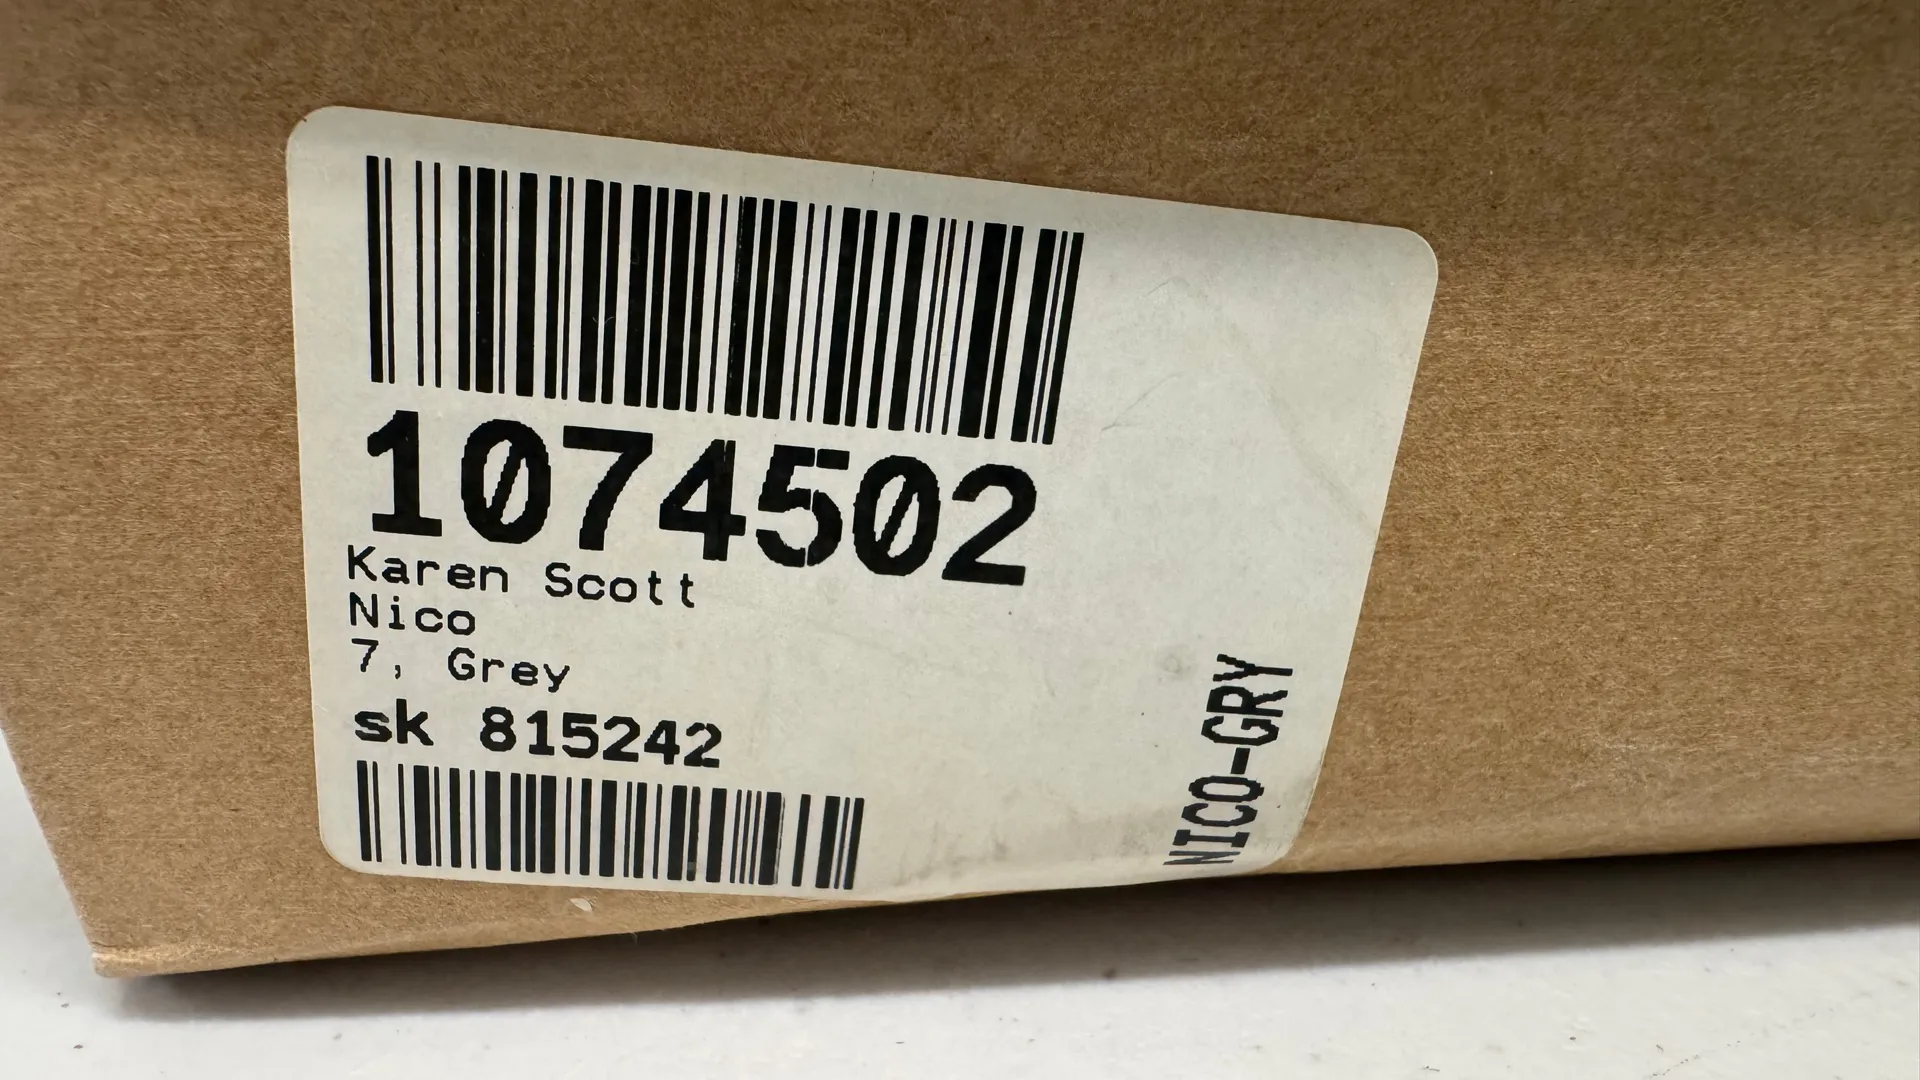 1074502
Karen Scott
Nico
7, Grey
sk 815242
NICO-GRY